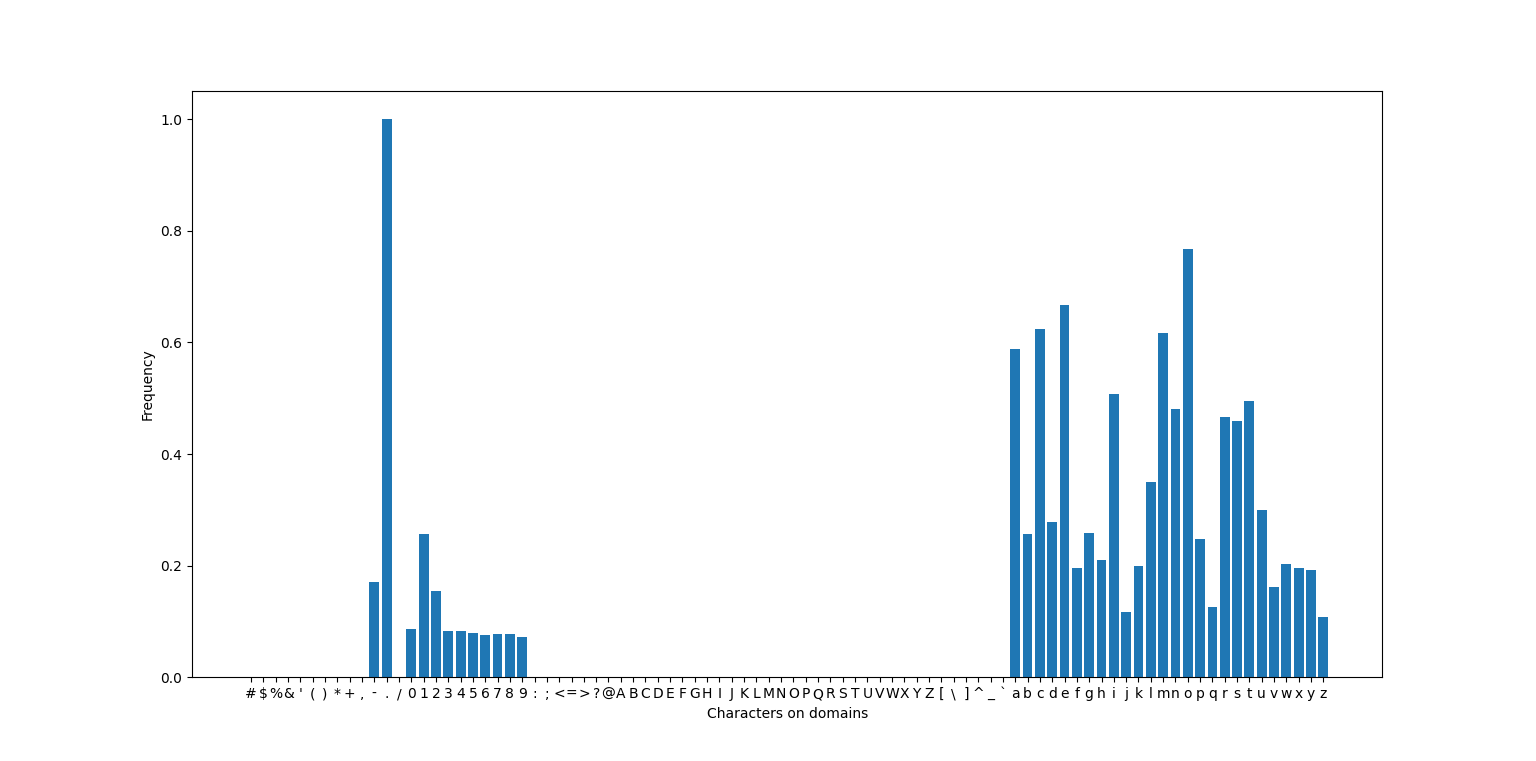 1.0
0.8
0.6
0.4
0.2
0.0
Frequency
# $ % & ' ( ) * + , - . / 0 1 2 3 4 5 6 7 8 9 : ; < = > ? @ A B C D E F G H I J K L M N O P Q R S T U V W X Y Z [ \ ] ^ _ ` a b c d e f g h i j k l m n o p q r s t u v w x y z
Characters on domains